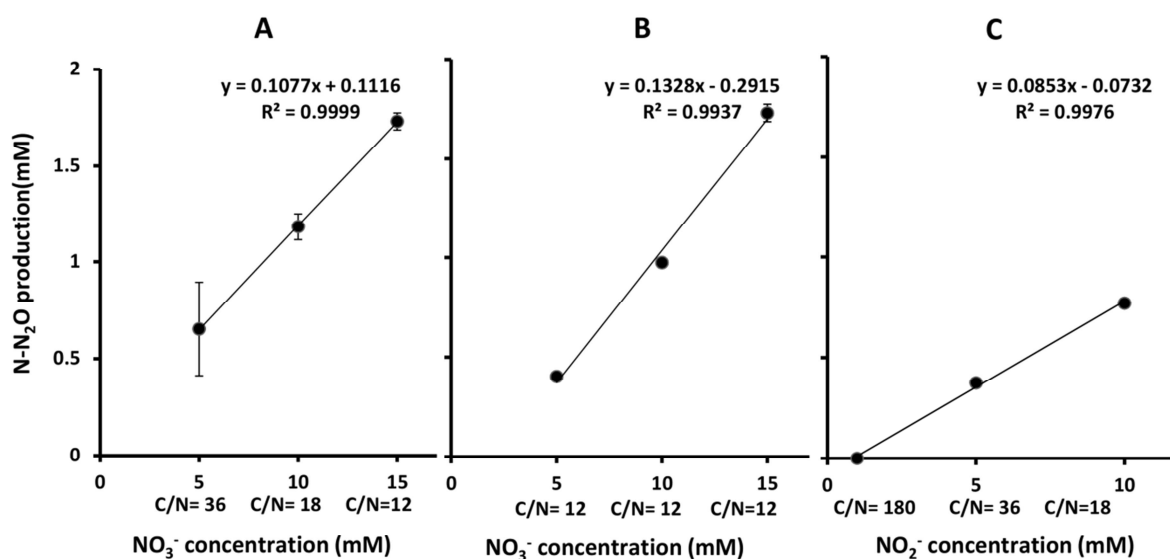 A
B
C
y = 0.1077x + 0.1116
R² = 0.9999
y = 0.1328x - 0.2915
R² = 0.9937
y = 0.0853x - 0.0732
R² = 0.9976
N-N₂O production(mM)
2
1.5
1
0.5
0
0 5 10 15
C/N= 36 C/N= 18 C/N=12
NO₃⁻ concentration (mM)
0 5 10 15
C/N= 12 C/N= 12 C/N=12
NO₃⁻ concentration (mM)
0 5 10
C/N= 180 C/N= 36 C/N=18
NO₂⁻ concentration (mM)